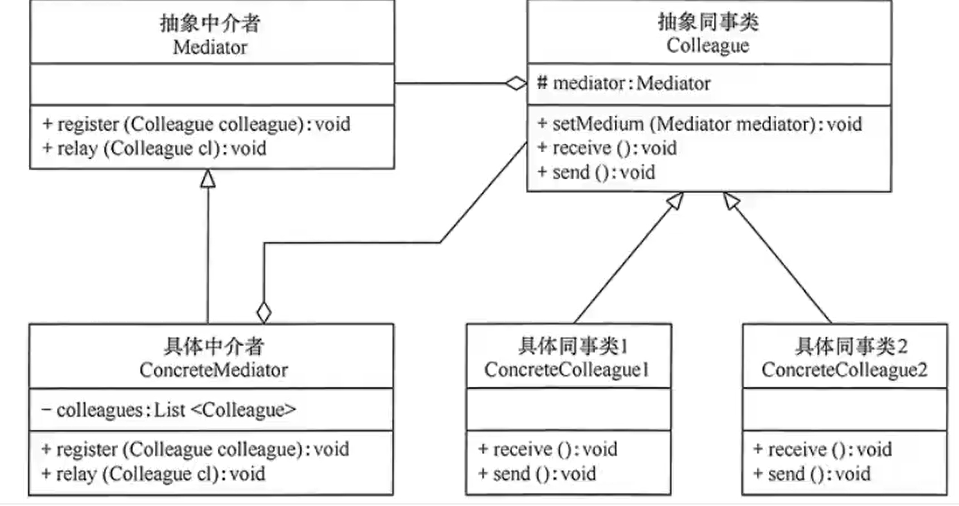 抽象中介者
Mediator
+ register (Colleague colleague): void
+ relay (Colleague cl): void
抽象同事类
Colleague
# mediator: Mediator
+ setMedium (Mediator mediator): void
+ receive (): void
+ send (): void
具体中介者
ConcreteMediator
− colleagues: List <Colleague>
+ register (Colleague colleague): void
+ relay (Colleague cl): void
具体同事类1
ConcreteColleague1
+ receive (): void
+ send (): void
具体同事类2
ConcreteColleague2
+ receive (): void
+ send (): void